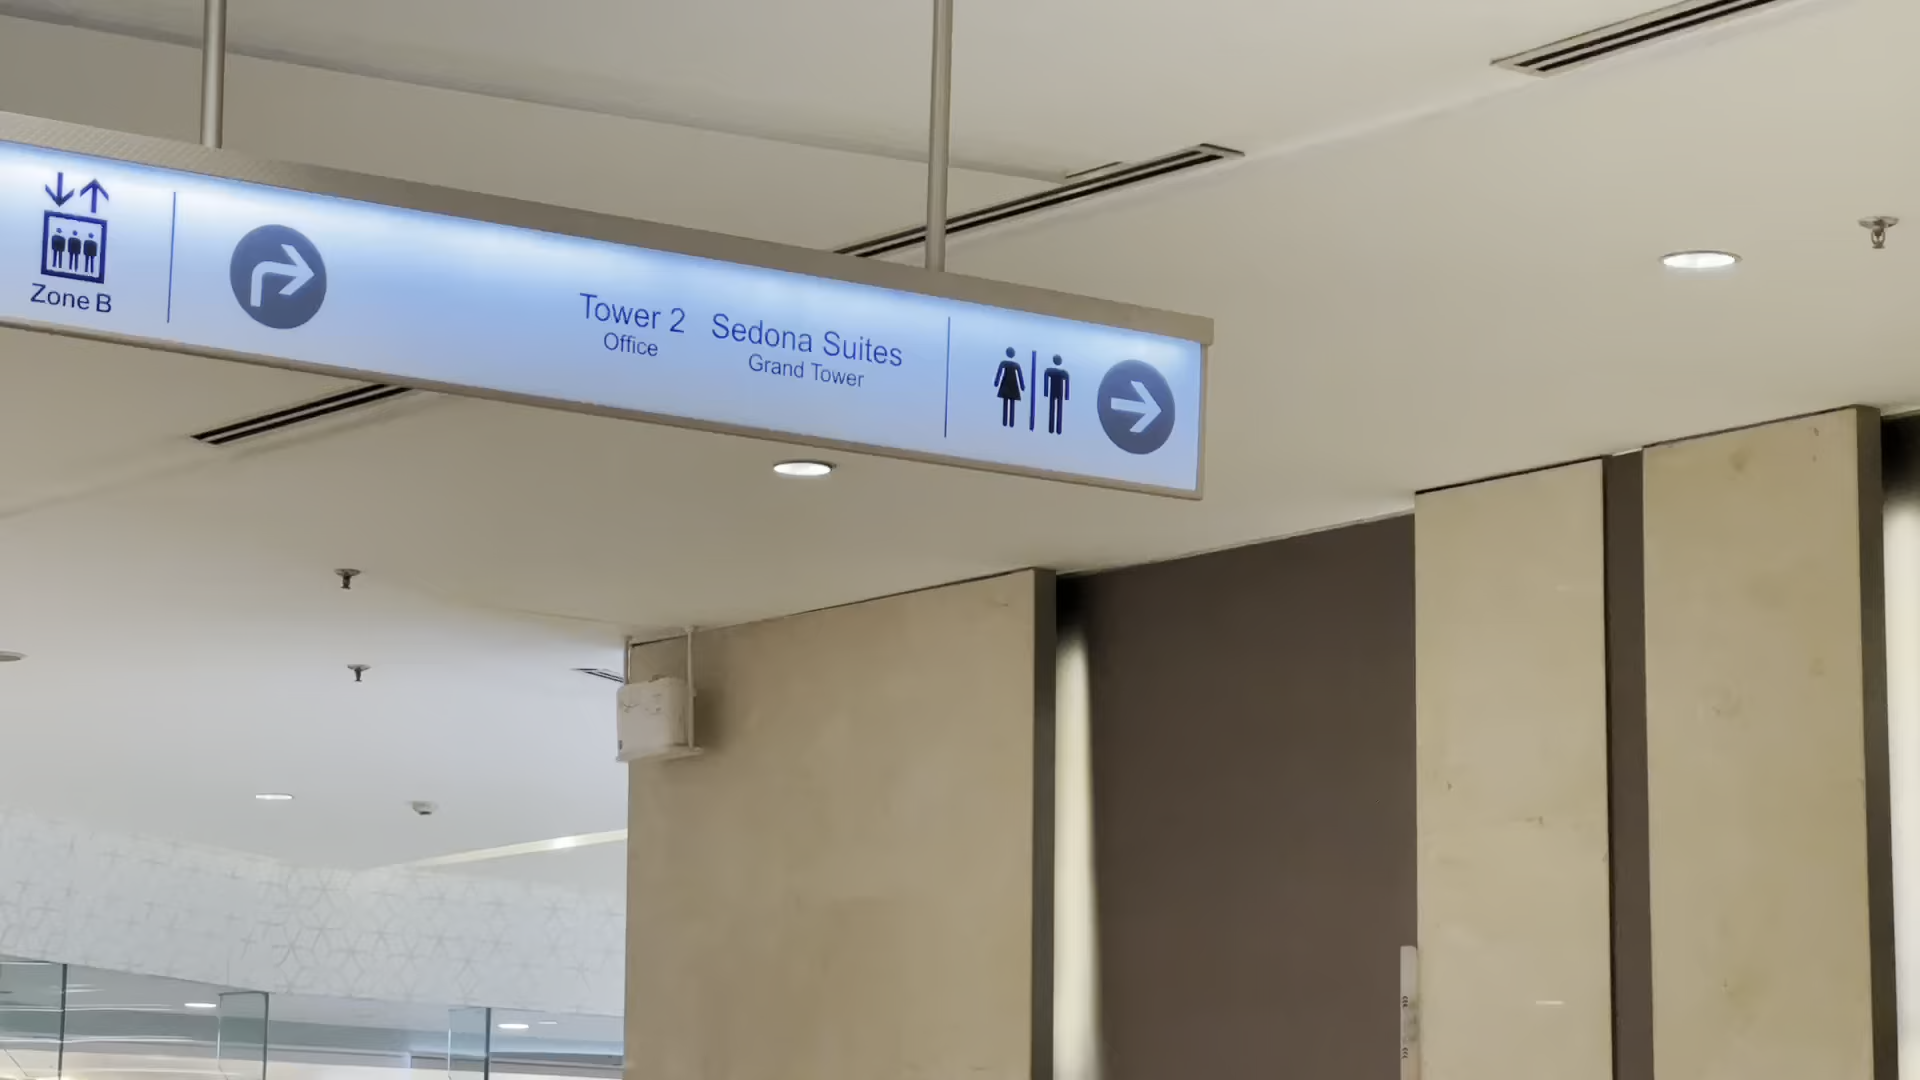 Zone B
Tower 2
Office
Sedona Suites
Grand Tower